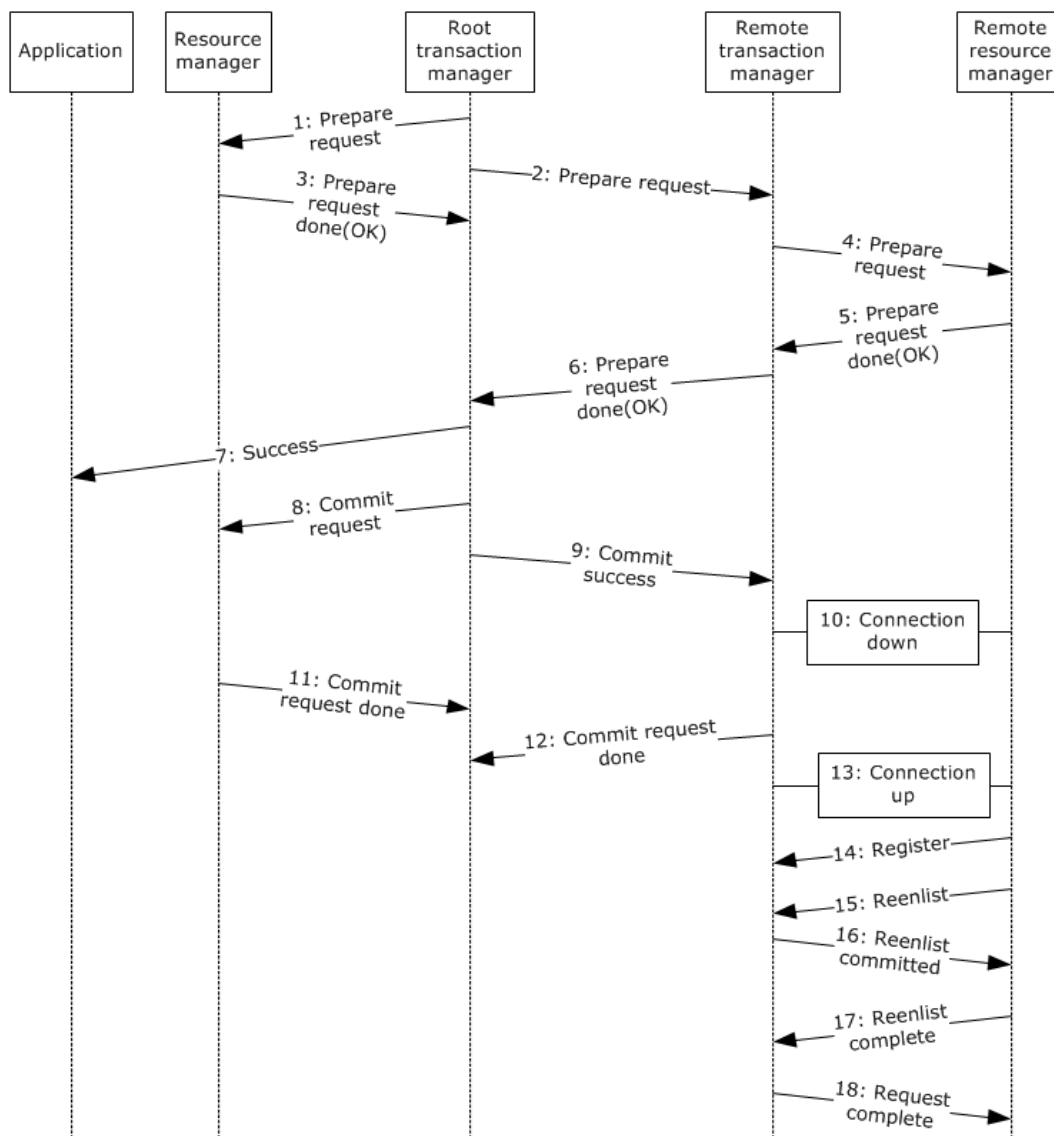 Application
Resource
manager
Root
transaction
manager
Remote
transaction
manager
Remote
resource
manager
1: Prepare
request
2: Prepare request
3: Prepare
request
done(OK)
4: Prepare
request
5: Prepare
request
done(OK)
6: Prepare
request
done(OK)
7: Success
8: Commit
request
9: Commit
success
10: Connection
down
11: Commit
request done
12: Commit request
done
13: Connection
up
14: Register
15: Reenlist
16: Reenlist
committed
17: Reenlist
complete
18: Request
complete